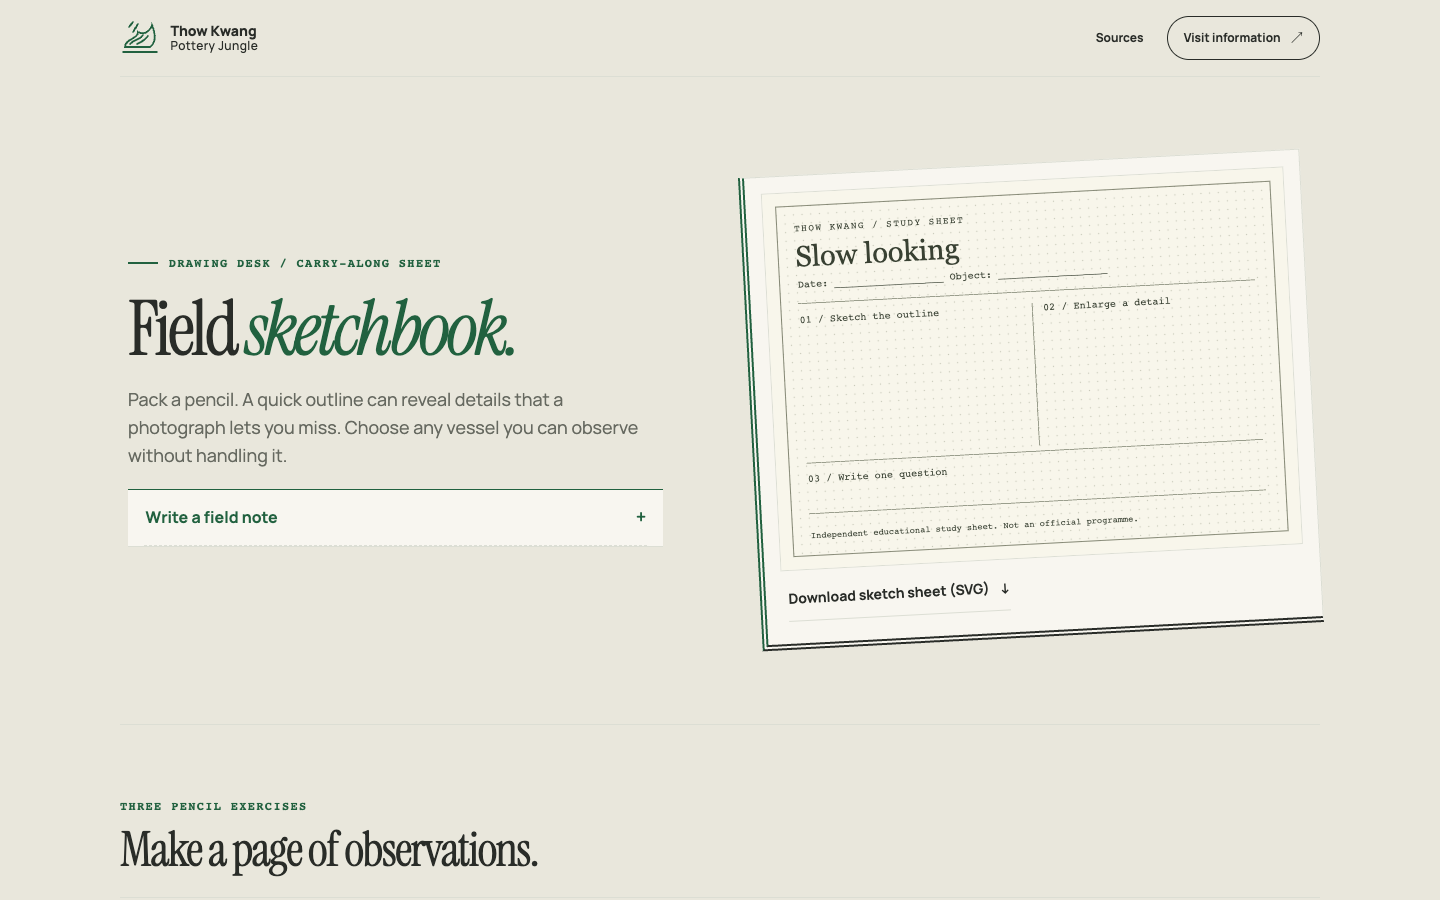 Thow Kwang
Pottery Jungle
Sources
Visit information ↗
DRAWING DESK / CARRY-ALONG SHEET
Field sketchbook.
Pack a pencil. A quick outline can reveal details that a
photograph lets you miss. Choose any vessel you can observe
without handling it.
Write a field note +
THOW KWANG / STUDY SHEET
Slow looking
Date: ____________________ Object: ____________________
01 / Sketch the outline
02 / Enlarge a detail
03 / Write one question
Independent educational study sheet. Not an official programme.
Download sketch sheet (SVG) ↓
THREE PENCIL EXERCISES
Make a page of observations.